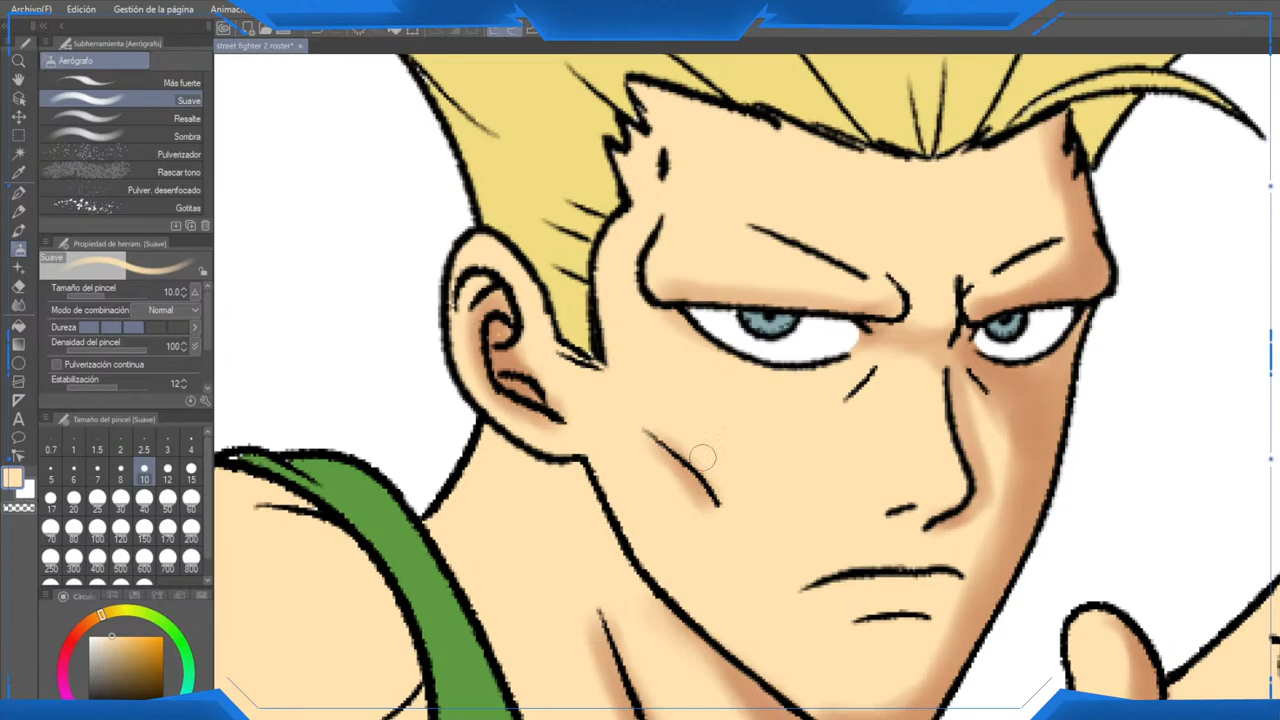 Archivo(F) Edición Gestión de la página Animació
Subherramienta [Aerógrafo]
street fighter 2 roster*
Aerógrafo
Más fuerte
Suave
Resalte
Sombra
Pulverizador
Rascar tono
Pulver. desenfocado
Gotitas
Propiedad de herram. [Suave]
Suave
Tamaño del pincel 10.0
Modo de combinación Normal
Dureza
Densidad del pincel 100
Pulverización continua
Estabilización 12
Tamaño del pincel [Suave]
0.7 1 1.5 2 2.5 3 4
5 6 7 8 10 12 15
17 20 25 30 40 50 60
70 80 100 120 150 170 200
250 300 400 500 600 700 800
Círculo
A